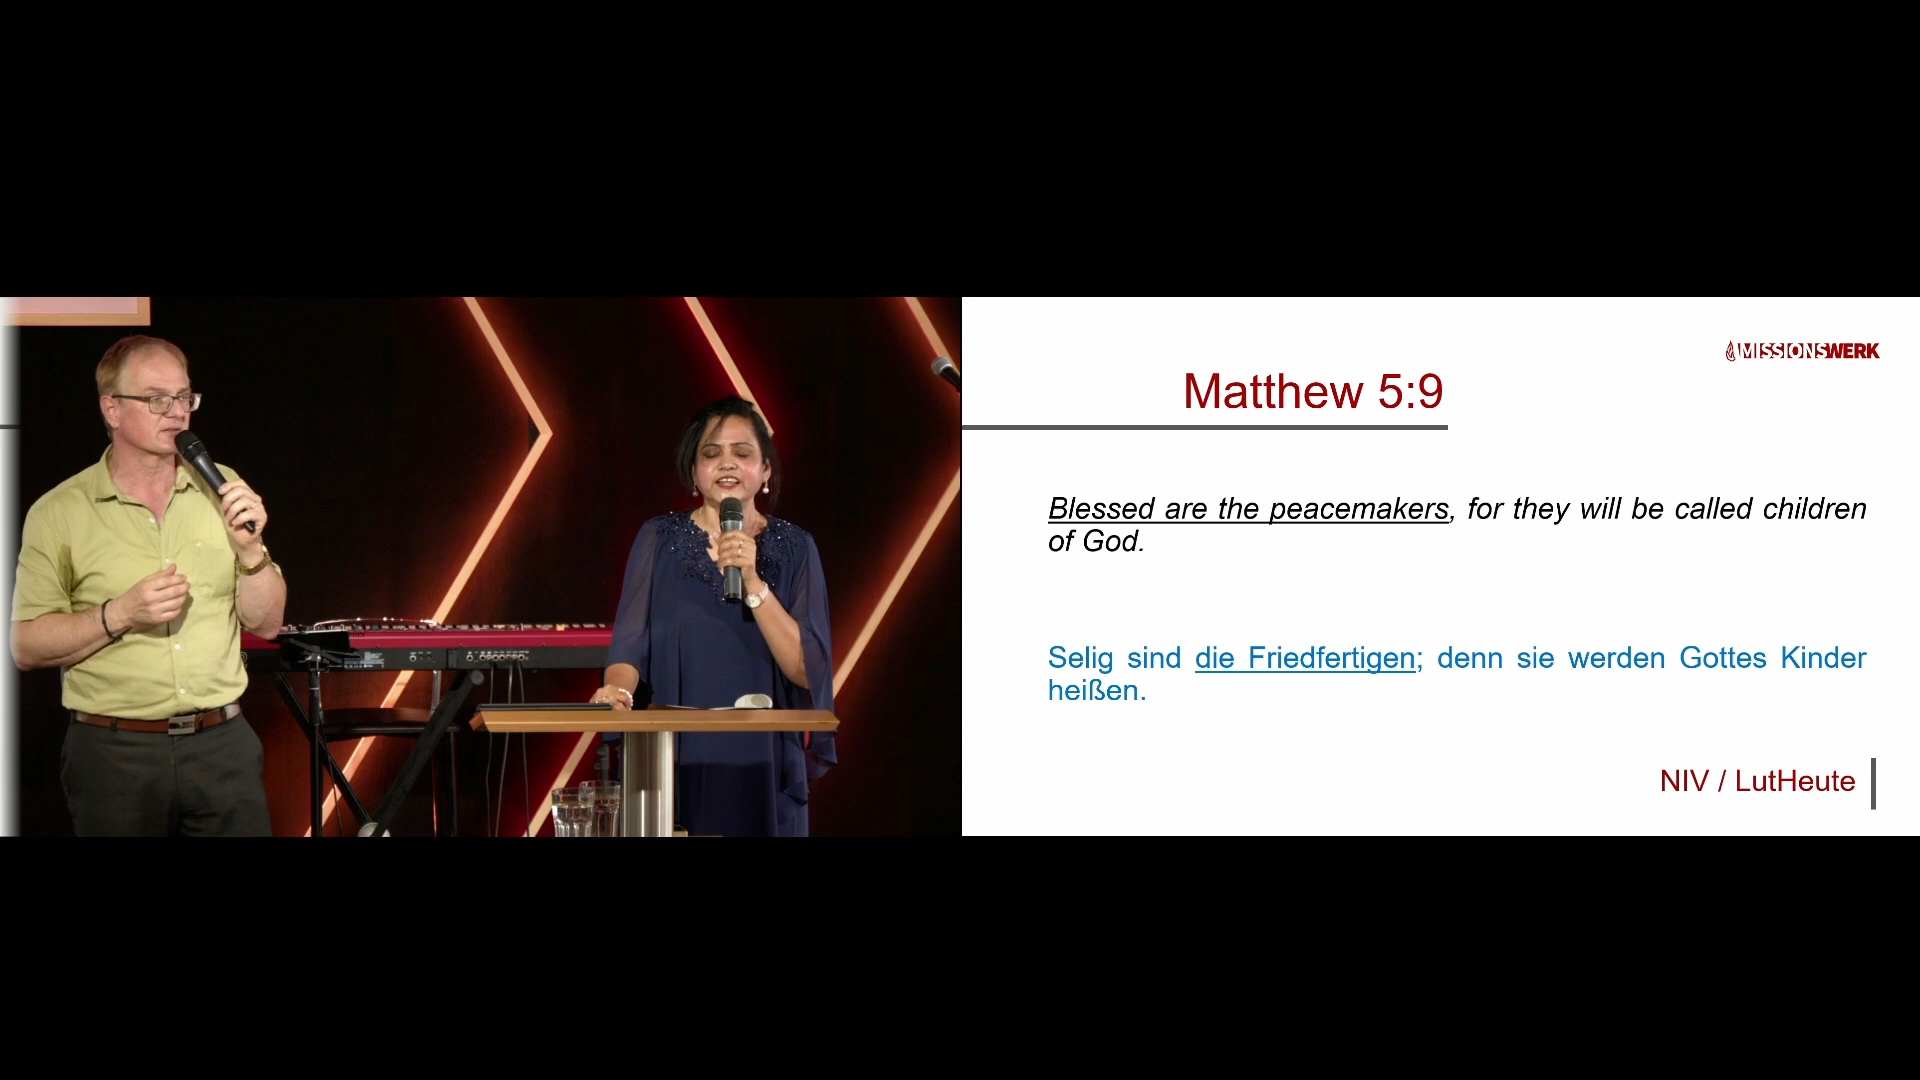 MISSIONSWERK
Matthew 5:9
Blessed are the peacemakers, for they will be called children
of God.
Selig sind die Friedfertigen; denn sie werden Gottes Kinder
heißen.
NIV / LutHeute